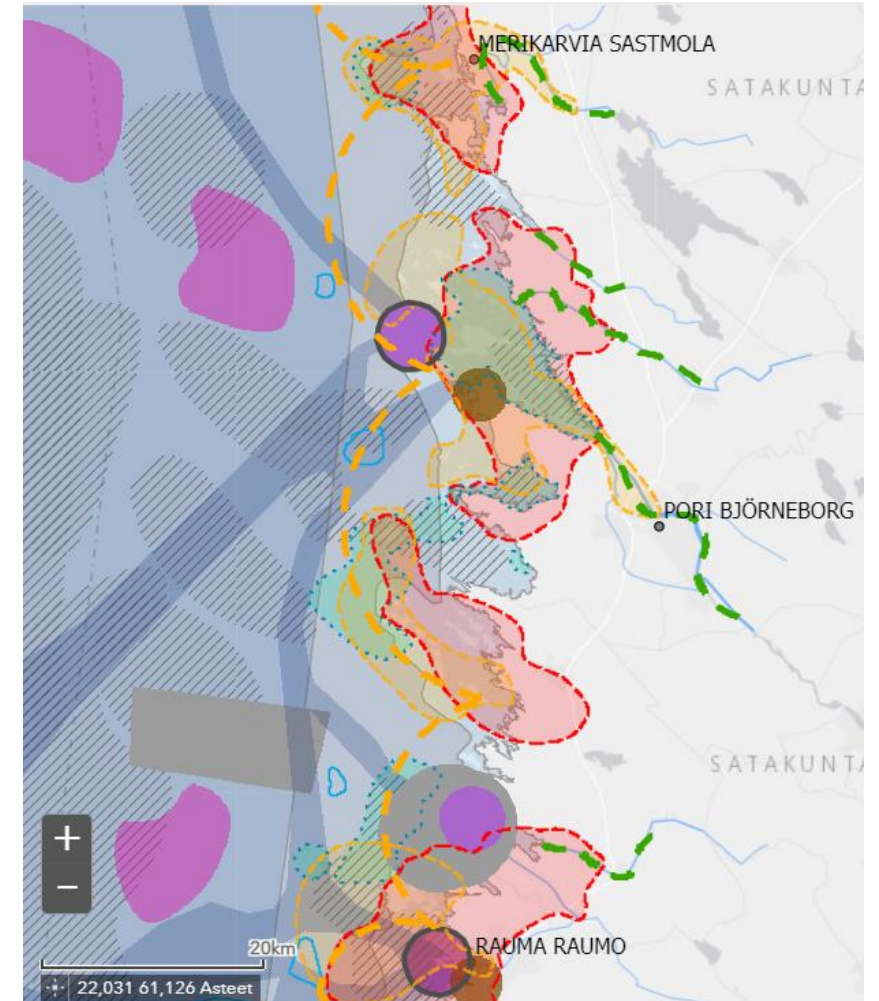 MERIKARVIA SASTMOLA
SATAKUNTA
PORI BJÖRNEBORG
SATAKUNTA
+
−
20km
RAUMA RAUMO
22,031 61,126 Asteet